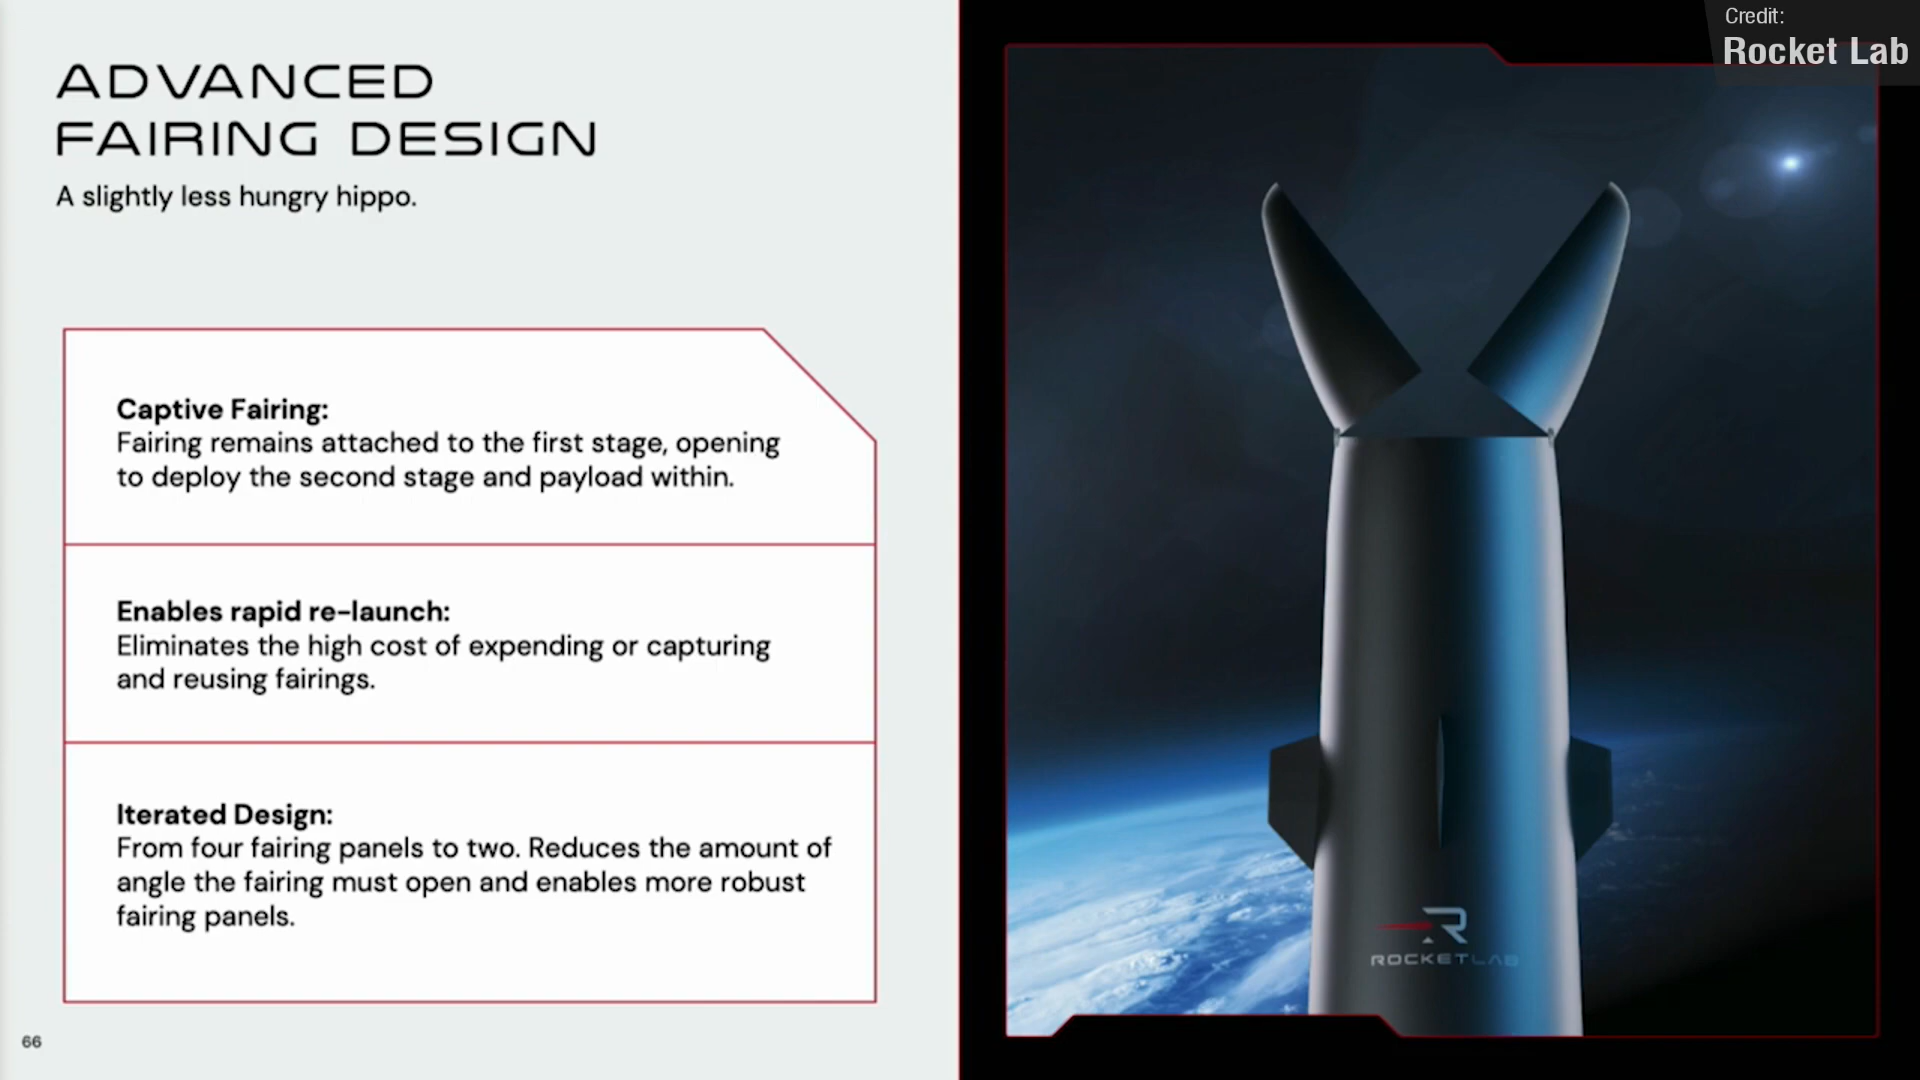 Credit:
Rocket Lab
ADVANCED
FAIRING DESIGN
A slightly less hungry hippo.
Captive Fairing:
Fairing remains attached to the first stage, opening
to deploy the second stage and payload within.
Enables rapid re-launch:
Eliminates the high cost of expending or capturing
and reusing fairings.
Iterated Design:
From four fairing panels to two. Reduces the amount of
angle the fairing must open and enables more robust
fairing panels.
66
R
ROCKETLAB